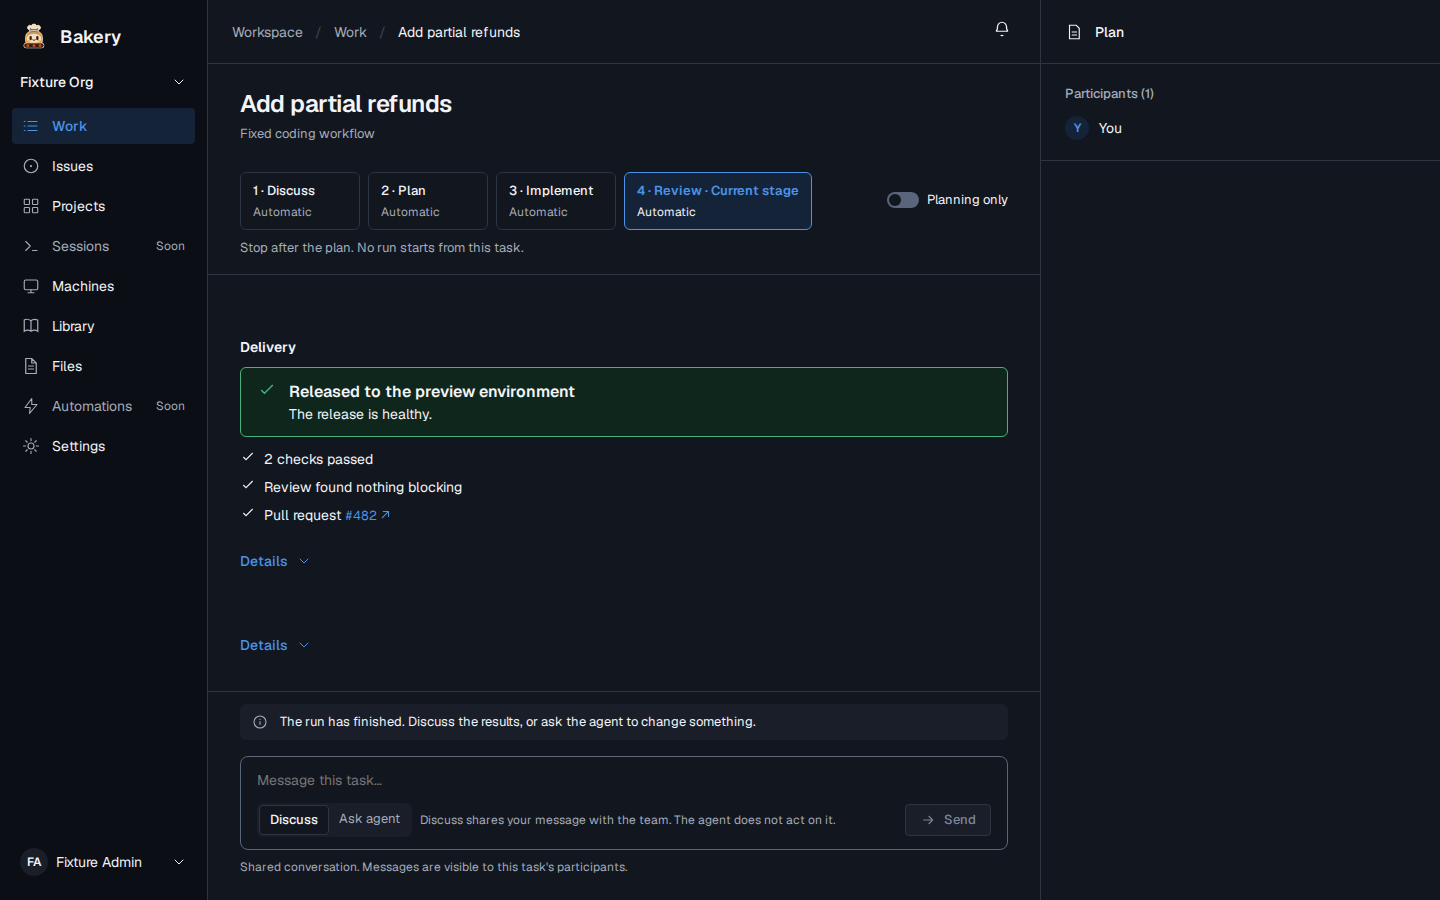 Bakery
Fixture Org
Work
Issues
Projects
Sessions Soon
Machines
Library
Files
Automations Soon
Settings
FA Fixture Admin
Workspace / Work / Add partial refunds
Add partial refunds
Fixed coding workflow
1 · Discuss
Automatic
2 · Plan
Automatic
3 · Implement
Automatic
4 · Review · Current stage
Automatic
Planning only
Stop after the plan. No run starts from this task.
Delivery
Released to the preview environment
The release is healthy.
2 checks passed
Review found nothing blocking
Pull request #482
Details
Details
The run has finished. Discuss the results, or ask the agent to change something.
Message this task...
Discuss Ask agent Discuss shares your message with the team. The agent does not act on it. Send
Shared conversation. Messages are visible to this task's participants.
Plan
Participants (1)
Y You